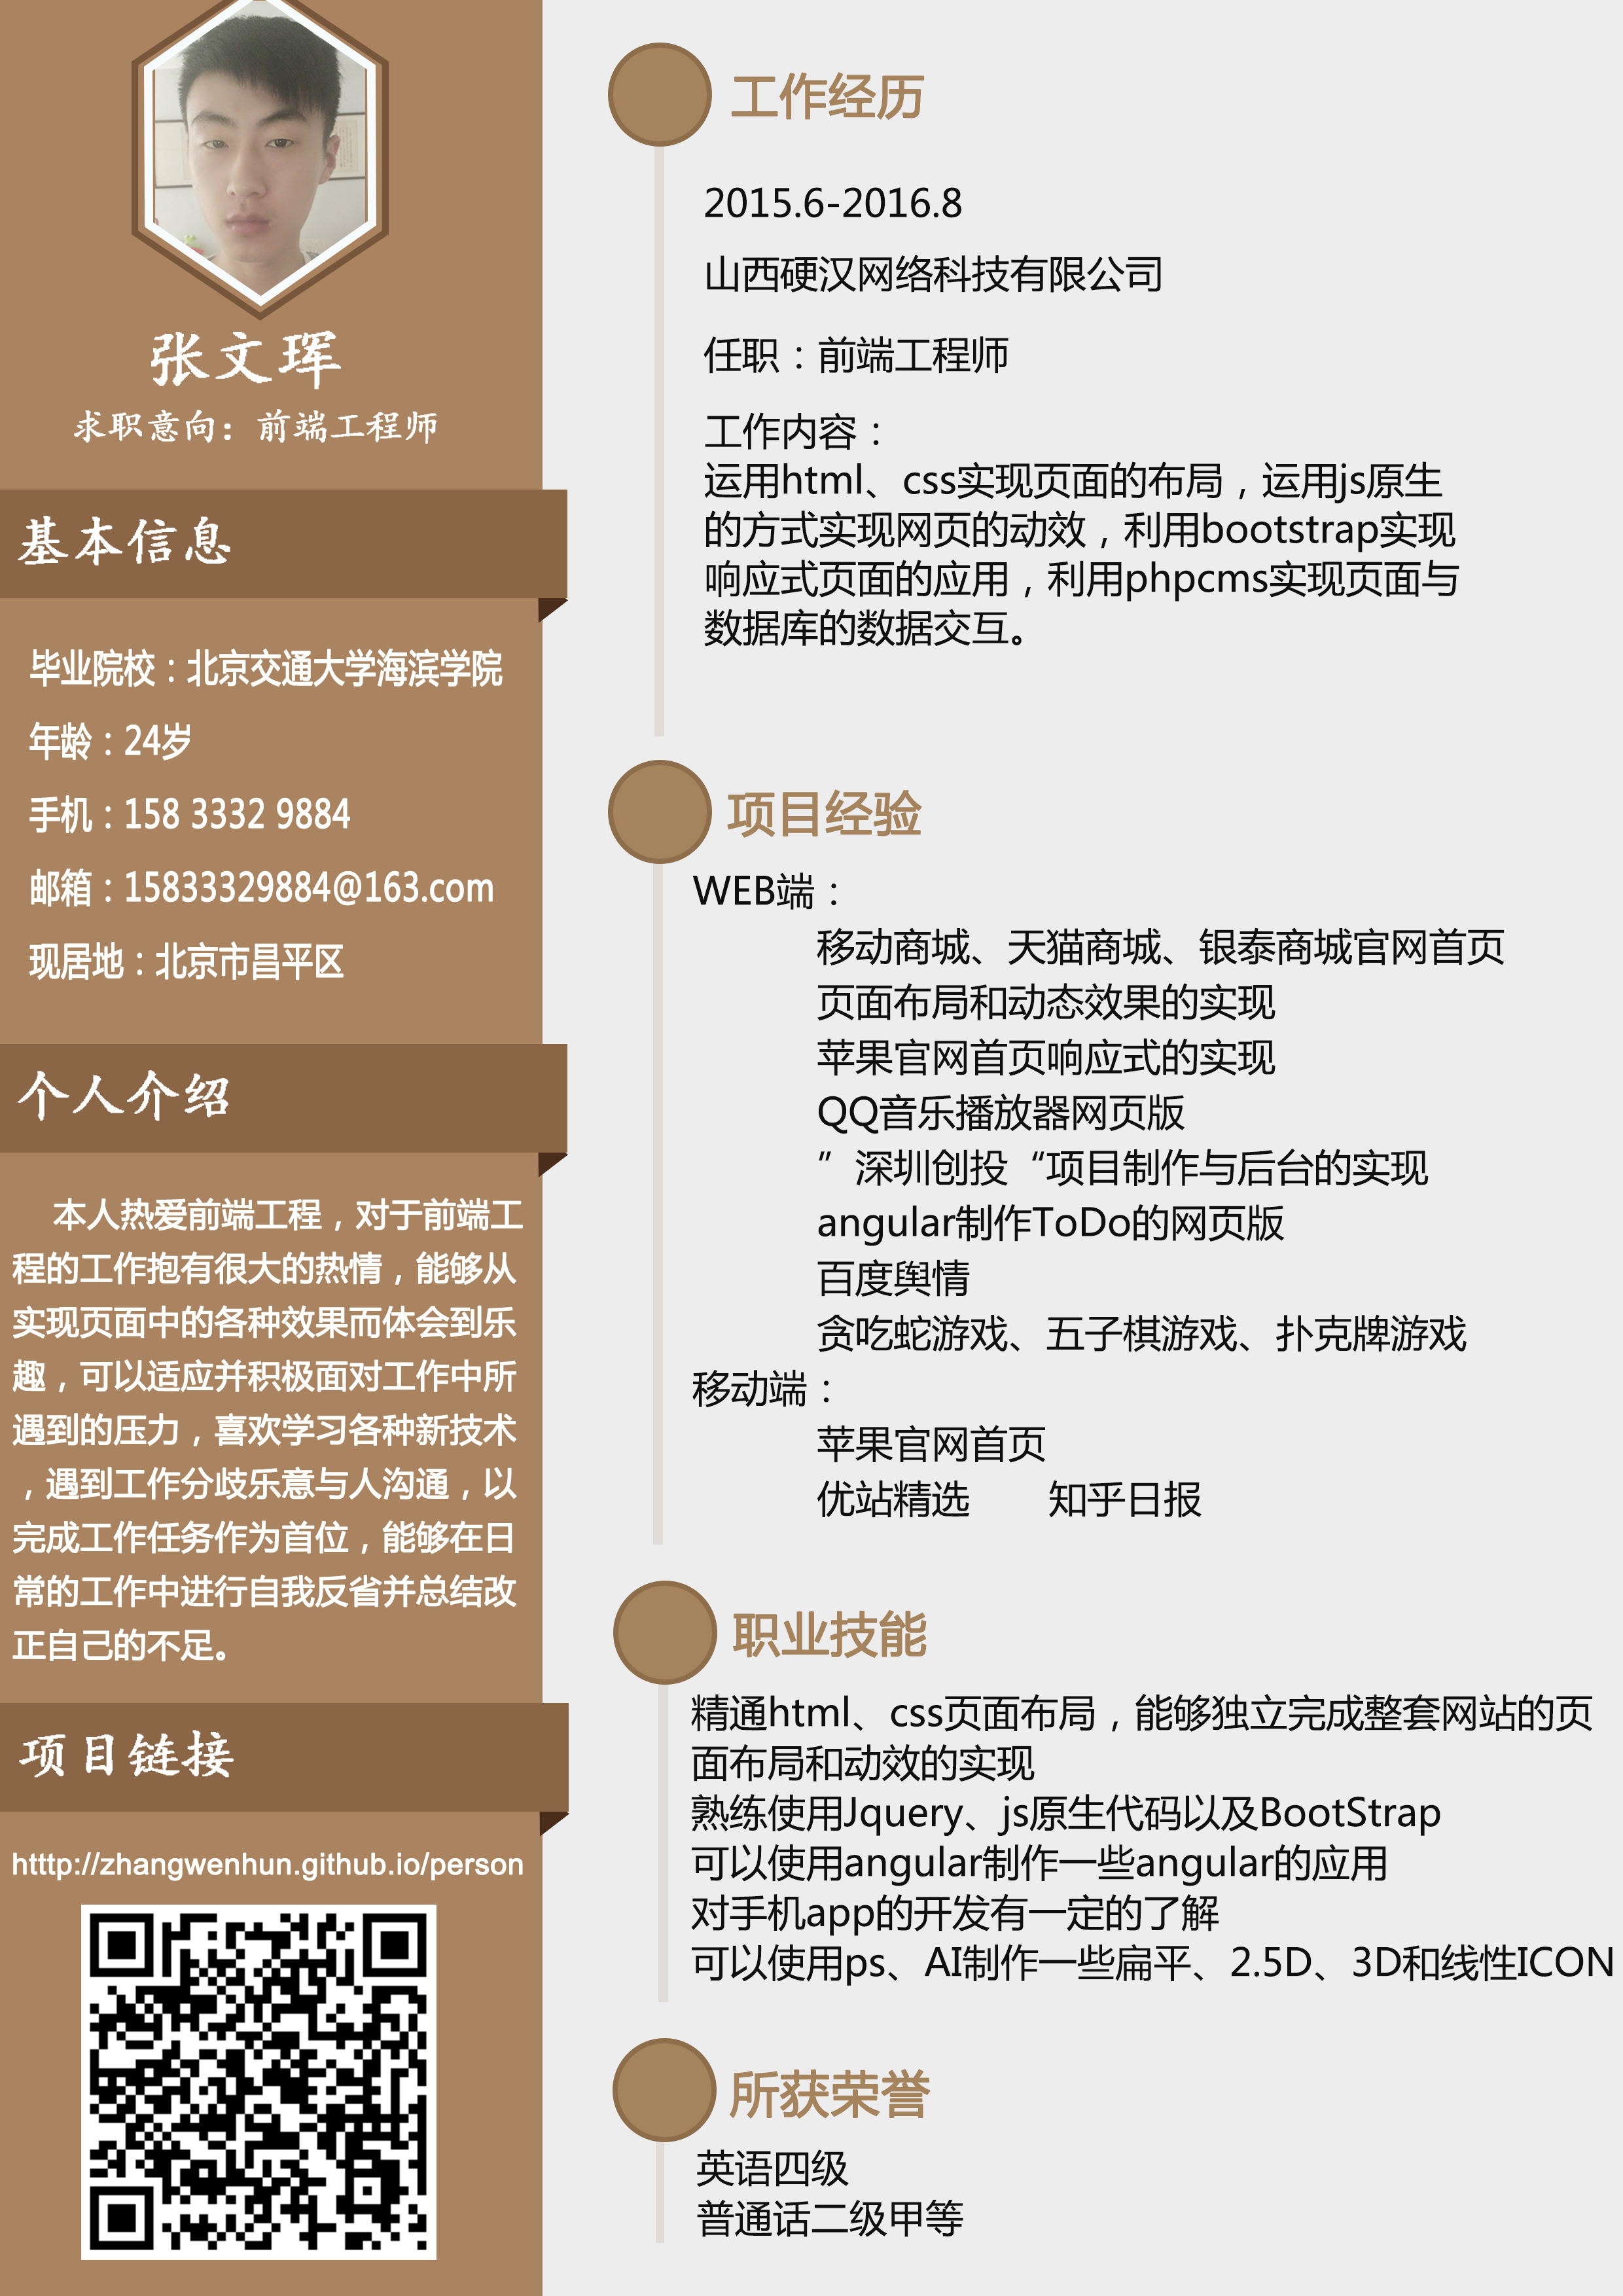 张文珲
求职意向：前端工程师
基本信息
毕业院校：北京交通大学海滨学院
年龄：24岁
手机：158 3332 9884
邮箱：15833329884@163.com
现居地：北京市昌平区
个人介绍
本人热爱前端工程，对于前端工
程的工作抱有很大的热情，能够从
实现页面中的各种效果而体会到乐
趣，可以适应并积极面对工作中所
遇到的压力，喜欢学习各种新技术
，遇到工作分歧乐意与人沟通，以
完成工作任务作为首位，能够在日
常的工作中进行自我反省并总结改
正自己的不足。
项目链接
htttp://zhangwenhun.github.io/person
工作经历
2015.6-2016.8
山西硬汉网络科技有限公司
任职：前端工程师
工作内容：
运用html、css实现页面的布局，运用js原生
的方式实现网页的动效，利用bootstrap实现
响应式页面的应用，利用phpcms实现页面与
数据库的数据交互。
项目经验
WEB端：
移动商城、天猫商城、银泰商城官网首页
页面布局和动态效果的实现
苹果官网首页响应式的实现
QQ音乐播放器网页版
”深圳创投“项目制作与后台的实现
angular制作ToDo的网页版
百度舆情
贪吃蛇游戏、五子棋游戏、扑克牌游戏
移动端：
苹果官网首页
优站精选 知乎日报
职业技能
精通html、css页面布局，能够独立完成整套网站的页
面布局和动效的实现
熟练使用Jquery、js原生代码以及BootStrap
可以使用angular制作一些angular的应用
对手机app的开发有一定的了解
可以使用ps、AI制作一些扁平、2.5D、3D和线性ICON
所获荣誉
英语四级
普通话二级甲等